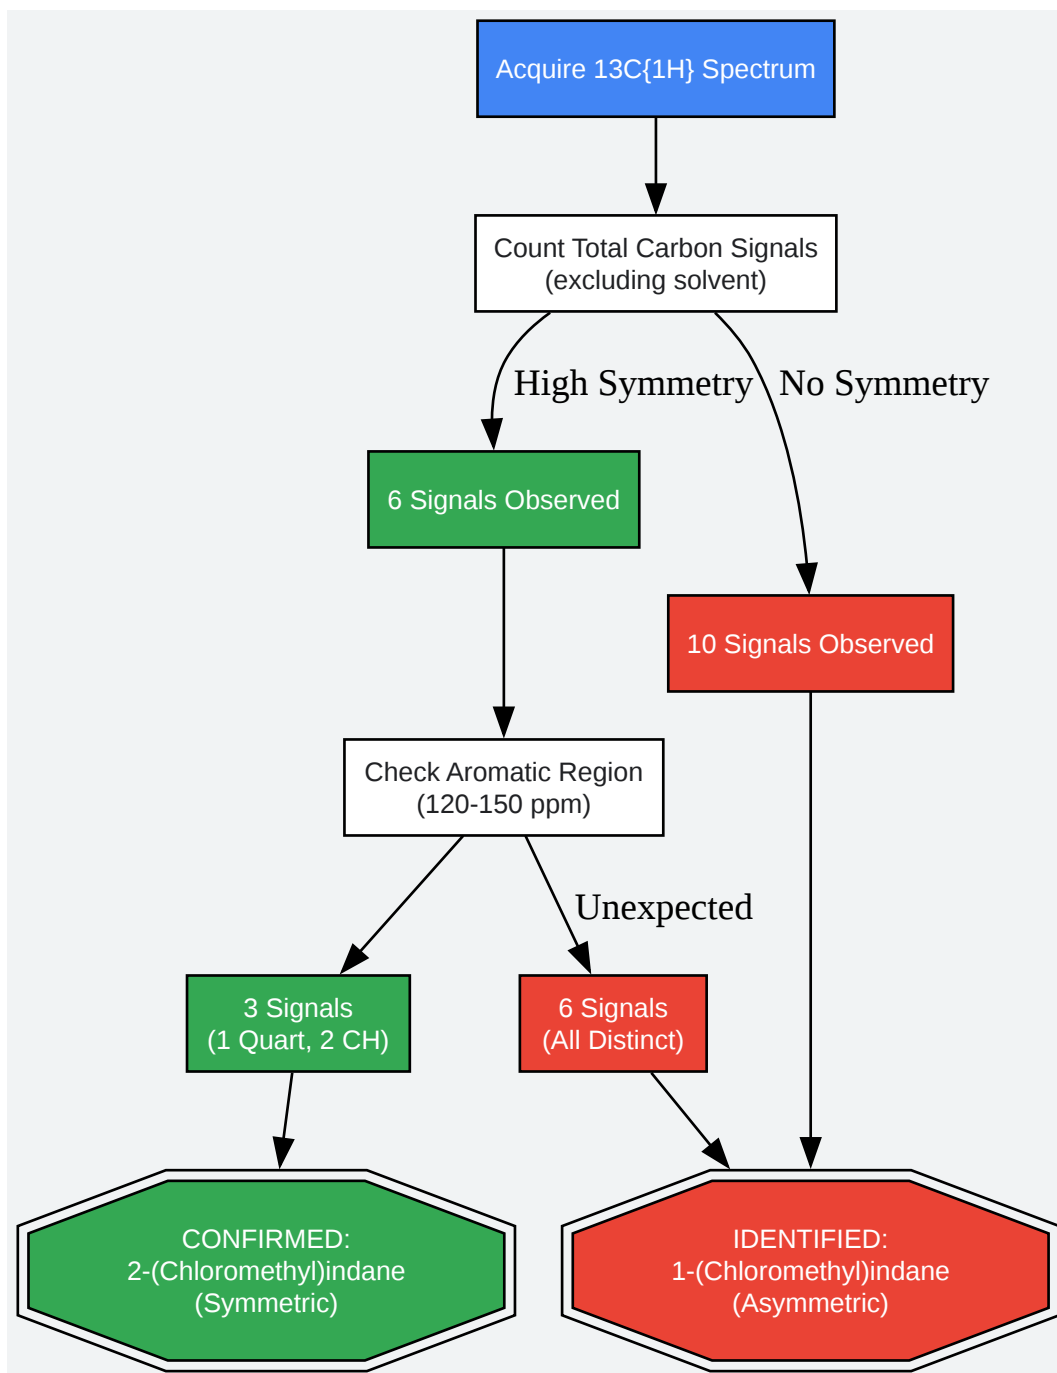 Acquire 13C{1H} Spectrum
Count Total Carbon Signals
(excluding solvent)
High Symmetry
No Symmetry
6 Signals Observed
10 Signals Observed
Check Aromatic Region
(120-150 ppm)
Unexpected
3 Signals
(1 Quart, 2 CH)
6 Signals
(All Distinct)
CONFIRMED:
2-(Chloromethyl)indane
(Symmetric)
IDENTIFIED:
1-(Chloromethyl)indane
(Asymmetric)